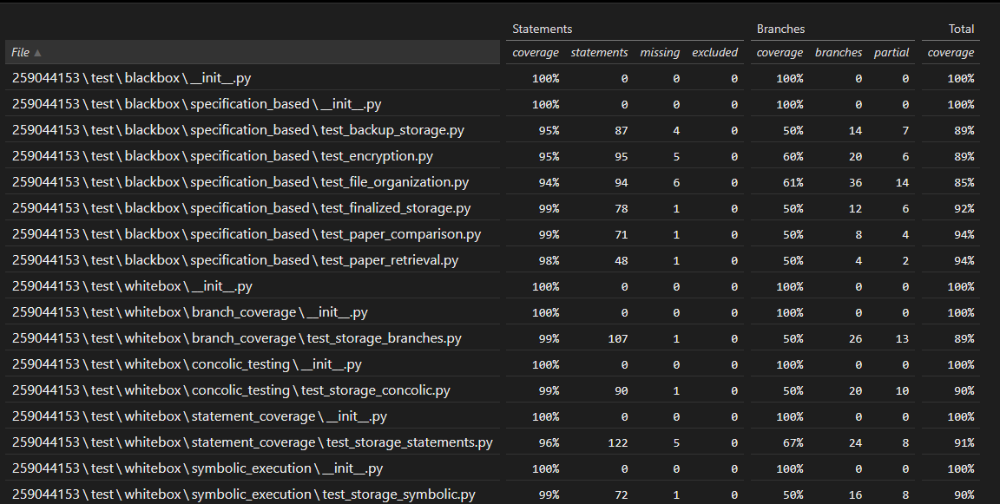 Statements Branches Total
File ▲ coverage statements missing excluded coverage branches partial coverage
259044153 \ test \ blackbox \ __init__.py 100% 0 0 0 100% 0 0 100%
259044153 \ test \ blackbox \ specification_based \ __init__.py 100% 0 0 0 100% 0 0 100%
259044153 \ test \ blackbox \ specification_based \ test_backup_storage.py 95% 87 4 0 50% 14 7 89%
259044153 \ test \ blackbox \ specification_based \ test_encryption.py 95% 95 5 0 60% 20 6 89%
259044153 \ test \ blackbox \ specification_based \ test_file_organization.py 94% 94 6 0 61% 36 14 85%
259044153 \ test \ blackbox \ specification_based \ test_finalized_storage.py 99% 78 1 0 50% 12 6 92%
259044153 \ test \ blackbox \ specification_based \ test_paper_comparison.py 99% 71 1 0 50% 8 4 94%
259044153 \ test \ blackbox \ specification_based \ test_paper_retrieval.py 98% 48 1 0 50% 4 2 94%
259044153 \ test \ whitebox \ __init__.py 100% 0 0 0 100% 0 0 100%
259044153 \ test \ whitebox \ branch_coverage \ __init__.py 100% 0 0 0 100% 0 0 100%
259044153 \ test \ whitebox \ branch_coverage \ test_storage_branches.py 99% 107 1 0 50% 26 13 89%
259044153 \ test \ whitebox \ concolic_testing \ __init__.py 100% 0 0 0 100% 0 0 100%
259044153 \ test \ whitebox \ concolic_testing \ test_storage_concolic.py 99% 90 1 0 50% 20 10 90%
259044153 \ test \ whitebox \ statement_coverage \ __init__.py 100% 0 0 0 100% 0 0 100%
259044153 \ test \ whitebox \ statement_coverage \ test_storage_statements.py 96% 122 5 0 67% 24 8 91%
259044153 \ test \ whitebox \ symbolic_execution \ __init__.py 100% 0 0 0 100% 0 0 100%
259044153 \ test \ whitebox \ symbolic_execution \ test_storage_symbolic.py 99% 72 1 0 50% 16 8 90%